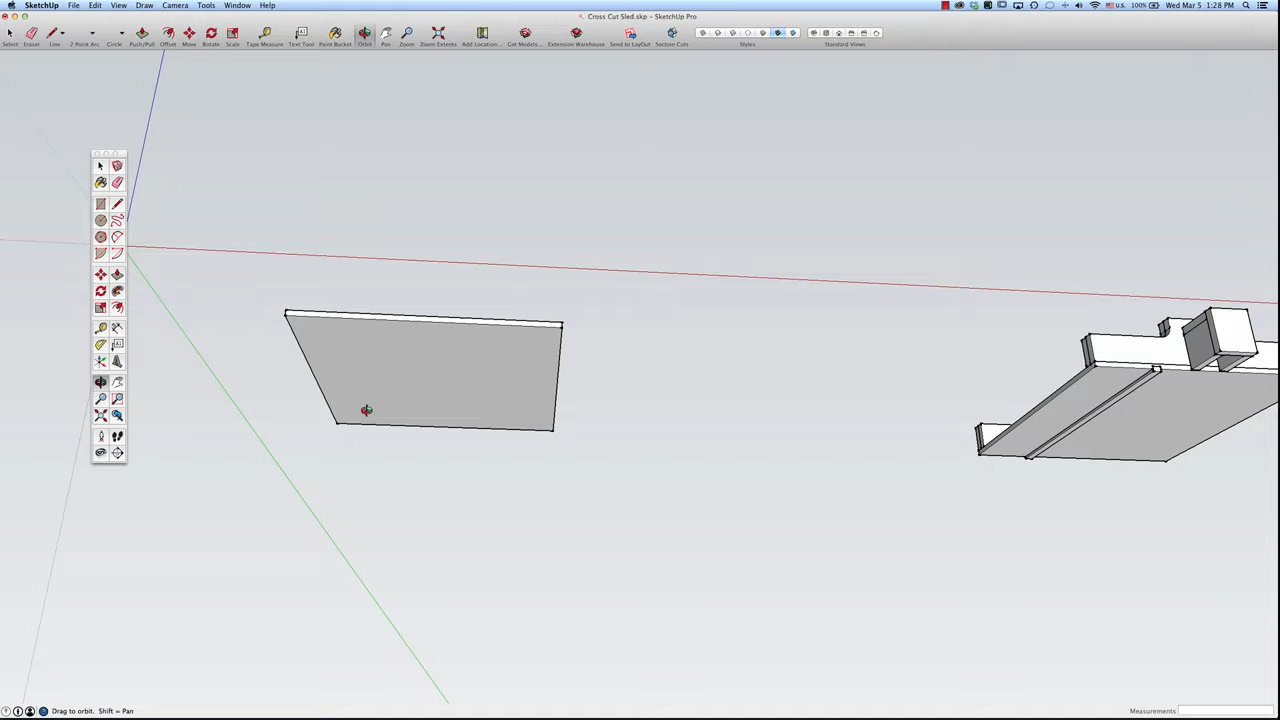 SketchUp File Edit View Draw Camera Tools Window Help
U.S. 100% Wed Mar 5 1:28 PM
Cross Cut Sled.skp – SketchUp Pro
Select Eraser Line 2 Point Arc Circle Push/Pull Offset Move Rotate Scale Tape Measure Text Tool Paint Bucket Orbit Pan Zoom Zoom Extents Add Location... Get Models... Extension Warehouse Send to LayOut Section Cuts Styles Standard Views
Drag to orbit. Shift = Pan
Measurements